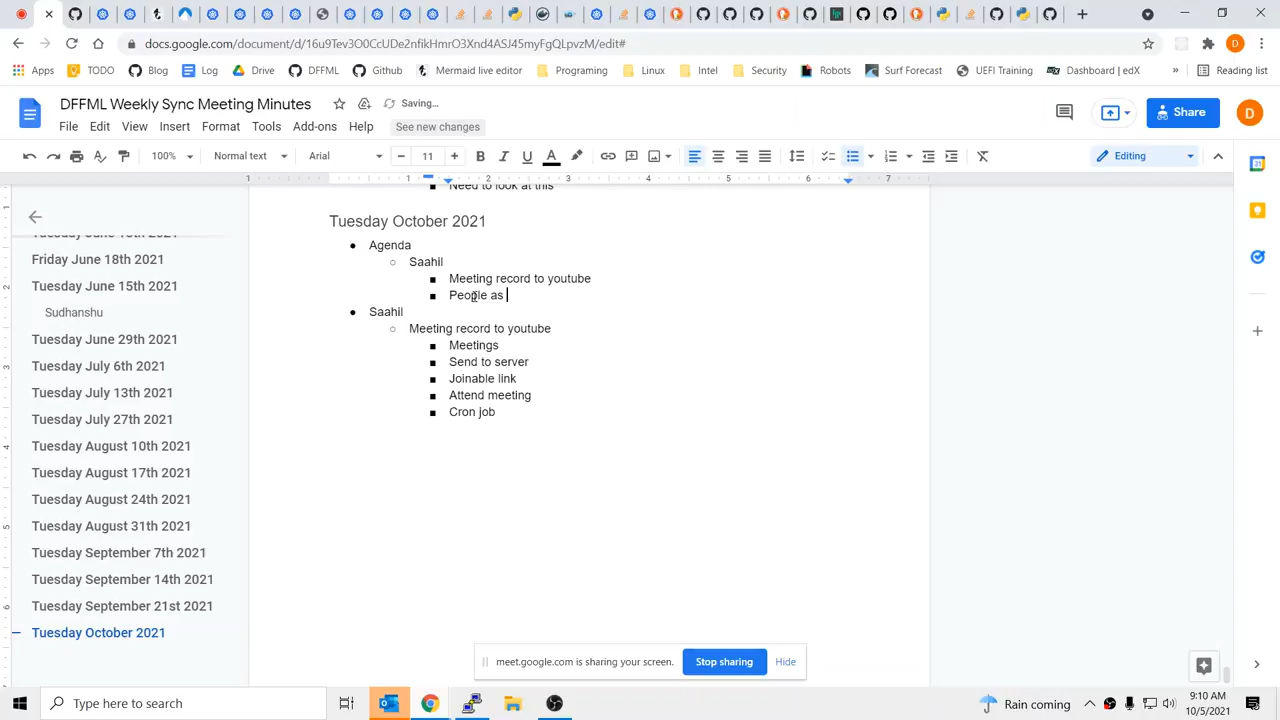 docs.google.com/document/d/16u9Tev3O0CcUDe2nfikHmrO3Xnd4ASJ45myFgQLpvzM/edit#
Apps TODO Blog Log Drive DFFML Github Mermaid live editor Programing Linux Intel Security Robots Surf Forecast UEFI Training Dashboard | edX » Reading list
DFFML Weekly Sync Meeting Minutes Saving…
File Edit View Insert Format Tools Add-ons Help See new changes
Share D
100% Normal text Arial 11 Editing
Need to look at this
Tuesday October 2021
Agenda
Saahil
Meeting record to youtube
People as
Saahil
Meeting record to youtube
Meetings
Send to server
Joinable link
Attend meeting
Cron job
Friday June 18th 2021
Tuesday June 15th 2021
Sudhanshu
Tuesday June 29th 2021
Tuesday July 6th 2021
Tuesday July 13th 2021
Tuesday July 27th 2021
Tuesday August 10th 2021
Tuesday August 17th 2021
Tuesday August 24th 2021
Tuesday August 31th 2021
Tuesday September 7th 2021
Tuesday September 14th 2021
Tuesday September 21st 2021
Tuesday October 2021
meet.google.com is sharing your screen. Stop sharing Hide
Type here to search
Rain coming
9:10 AM
10/5/2021